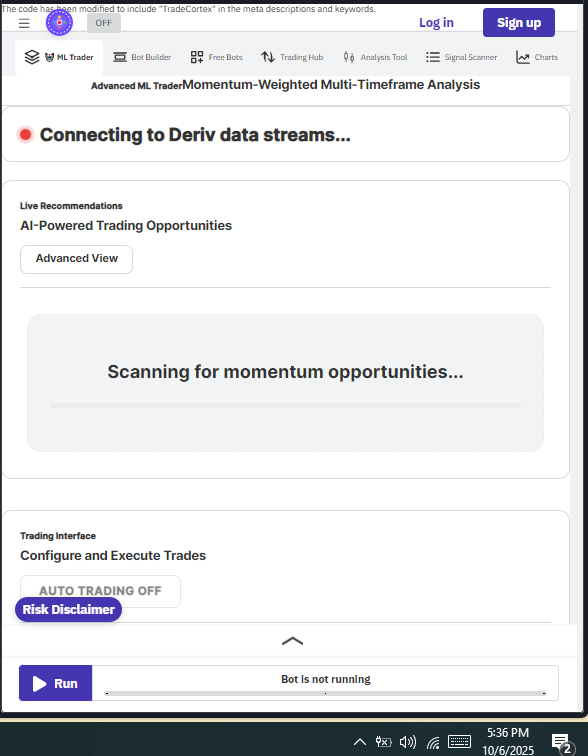 The code has been modified to include "TradeCortex" in the meta descriptions and keywords.
OFF
Log in
Sign up
ML Trader
Bot Builder
Free Bots
Trading Hub
Analysis Tool
Signal Scanner
Charts
Advanced ML TraderMomentum-Weighted Multi-Timeframe Analysis
Connecting to Deriv data streams...
Live Recommendations
AI-Powered Trading Opportunities
Advanced View
Scanning for momentum opportunities...
Trading Interface
Configure and Execute Trades
AUTO TRADING OFF
Risk Disclaimer
Run
Bot is not running
5:36 PM
10/6/2025
2